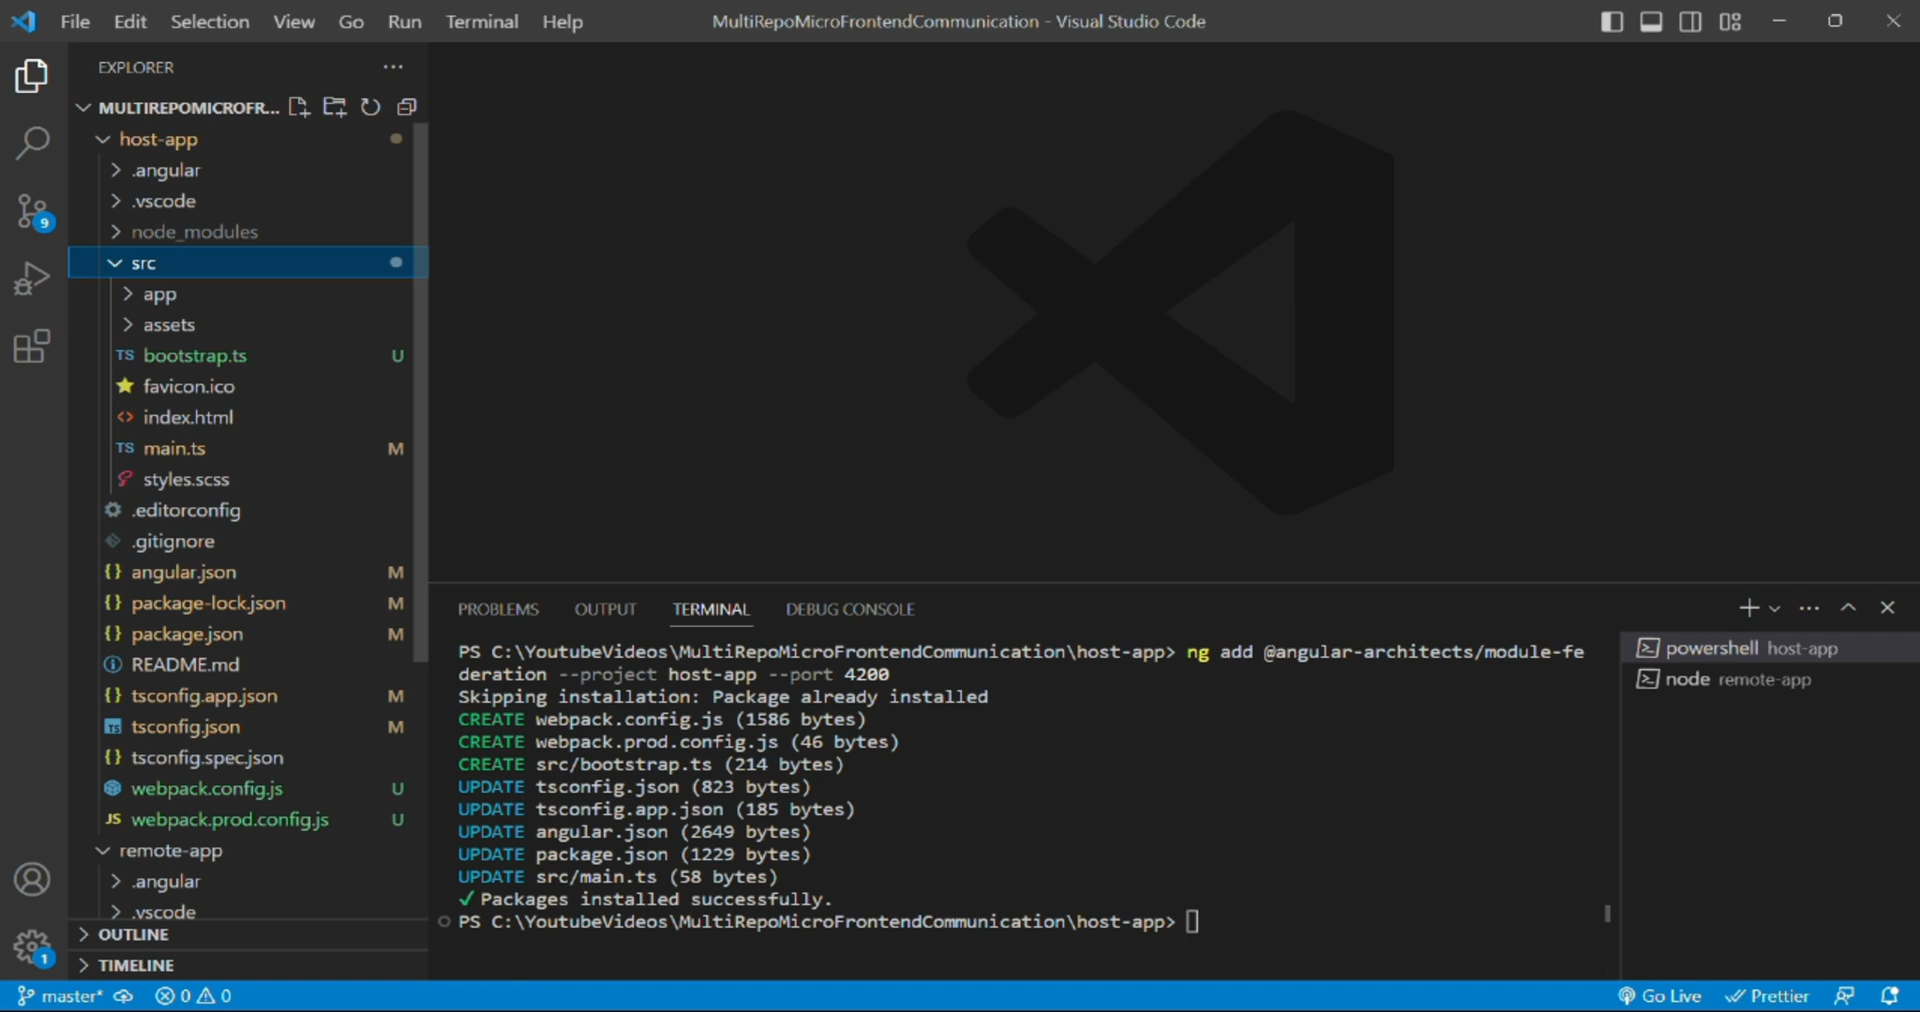 File Edit Selection View Go Run Terminal Help
MultiRepoMicroFrontendCommunication - Visual Studio Code
EXPLORER
MULTIREPOMICROFR...
host-app
.angular
.vscode
node_modules
src
app
assets
TS bootstrap.ts U
favicon.ico
<> index.html
TS main.ts M
styles.scss
.editorconfig
.gitignore
{} angular.json M
{} package-lock.json M
{} package.json M
README.md
{} tsconfig.app.json M
TS tsconfig.json M
{} tsconfig.spec.json
webpack.config.js U
JS webpack.prod.config.js U
remote-app
.angular
.vscode
OUTLINE
TIMELINE
9
1
PROBLEMS OUTPUT TERMINAL DEBUG CONSOLE
PS C:\YoutubeVideos\MultiRepoMicroFrontendCommunication\host-app> ng add @angular-architects/module-fe
deration --project host-app --port 4200
Skipping installation: Package already installed
CREATE webpack.config.js (1586 bytes)
CREATE webpack.prod.config.js (46 bytes)
CREATE src/bootstrap.ts (214 bytes)
UPDATE tsconfig.json (823 bytes)
UPDATE tsconfig.app.json (185 bytes)
UPDATE angular.json (2649 bytes)
UPDATE package.json (1229 bytes)
UPDATE src/main.ts (58 bytes)
✓ Packages installed successfully.
PS C:\YoutubeVideos\MultiRepoMicroFrontendCommunication\host-app>
powershell host-app
node remote-app
master* 0 0
Go Live Prettier